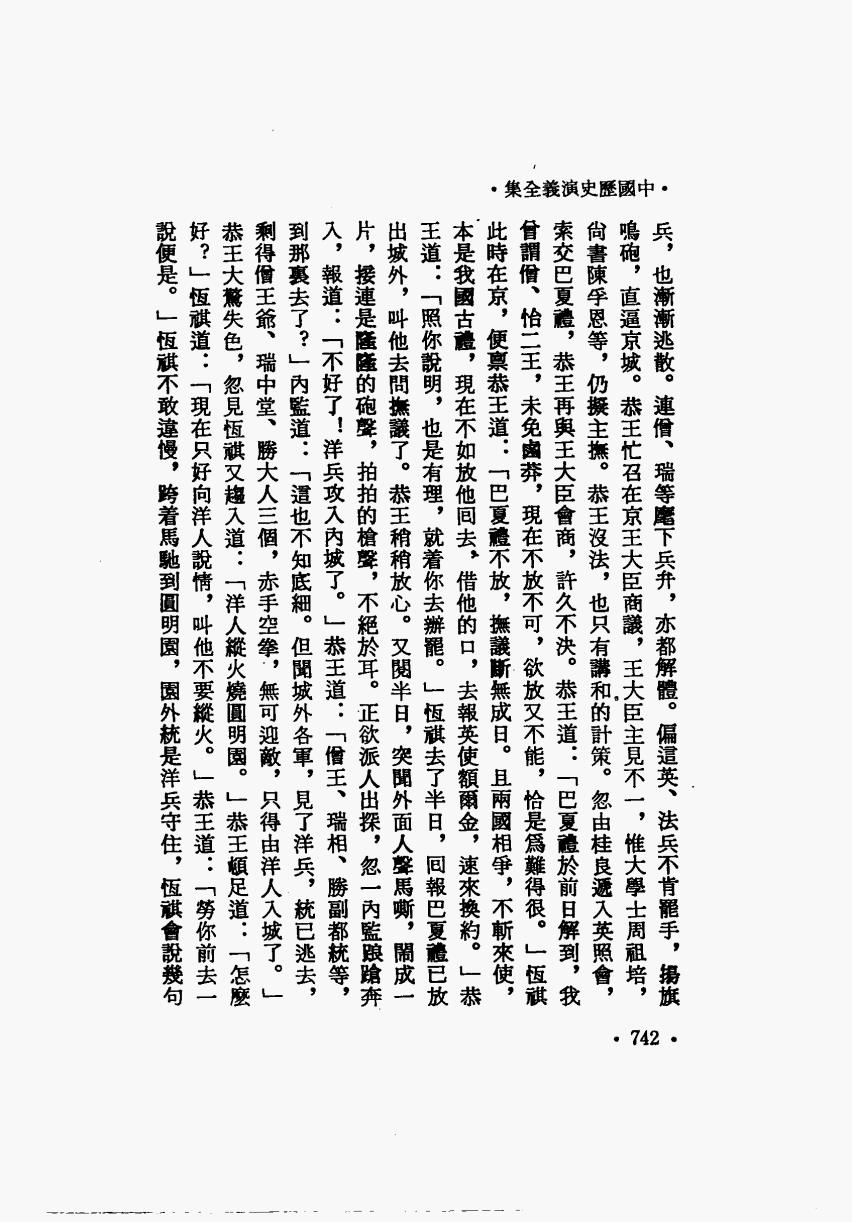 ·中國歷史演義全集·
兵，也漸漸逃散。連僧、瑞等麾下兵弁，亦都解體。偏這英、法兵不肯罷手，揚旗
鳴砲，直逼京城。恭王忙召在京王大臣商議，王大臣主見不一，惟大學士周祖培，
尙書陳孚恩等，仍擬主撫。恭王沒法，也只有講和的計策。忽由桂良遞入英照會，
索交巴夏禮，恭王再與王大臣會商，許久不決。恭王道：「巴夏禮於前日解到，我
曾謂僧、怡二王，未免鹵莽，現在不放不可，欲放又不能，恰是爲難得很。」恆祺
此時在京，便稟恭王道：「巴夏禮不放，撫議斷無成日。且兩國相爭，不斬來使，
本是我國古禮，現在不如放他回去，借他的口，去報英使額爾金，速來換約。」恭
王道：「照你說明，也是有理，就着你去辦罷。」恆祺去了半日，回報巴夏禮已放
出城外，叫他去問撫議了。恭王稍稍放心。又閱半日，突聞外面人聲馬嘶，鬧成一
片，接連是隆隆的砲聲，拍拍的槍聲，不絕於耳。正欲派人出探，忽一內監踉蹌奔
入，報道：「不好了！洋兵攻入內城了。」恭王道：「僧王、瑞相、勝副都統等，
到那裏去了？」內監道：「這也不知底細。但聞城外各軍，見了洋兵，統已逃去，
剩得僧王爺、瑞中堂、勝大人三個，赤手空拳，無可迎敵，只得由洋人入城了。」
恭王大驚失色，忽見恆祺又趨入道：「洋人縱火燒圓明園。」恭王頓足道：「怎麼
好？」恆祺道：「現在只好向洋人說情，叫他不要縱火。」恭王道：「勞你前去一
說便是。」恆祺不敢違慢，跨着馬馳到圓明園，園外統是洋兵守住，恆祺會說幾句
·742·